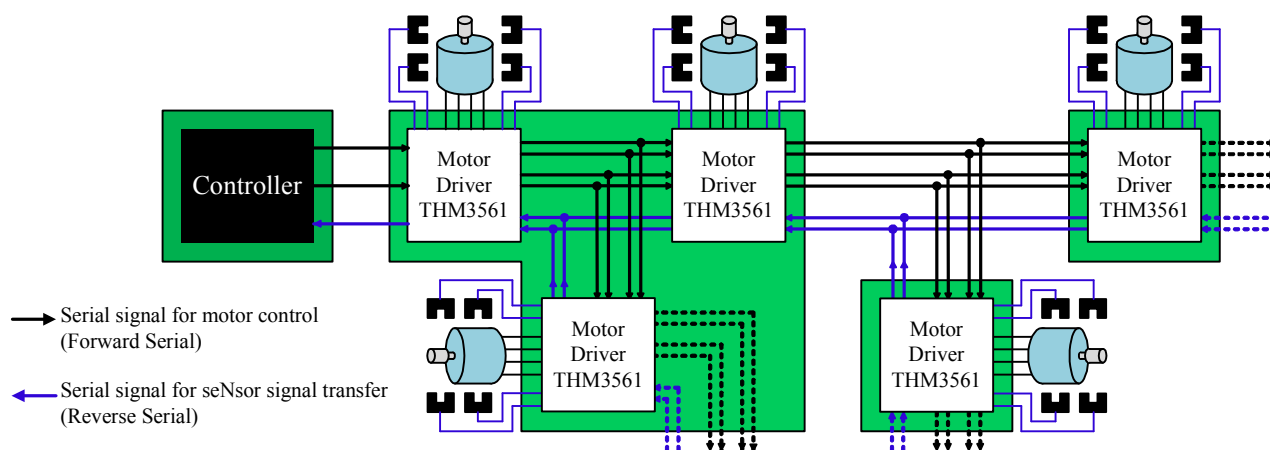 Controller
Motor
Driver
THM3561
Motor
Driver
THM3561
Motor
Driver
THM3561
Motor
Driver
THM3561
Motor
Driver
THM3561
Serial signal for motor control
(Forward Serial)
Serial signal for seNsor signal transfer
(Reverse Serial)